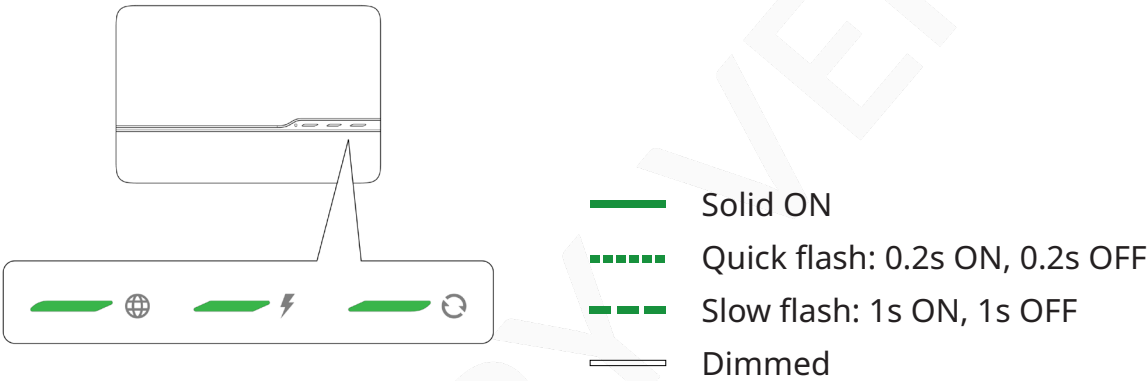 Solid ON
Quick flash: 0.2s ON, 0.2s OFF
Slow flash: 1s ON, 1s OFF
Dimmed